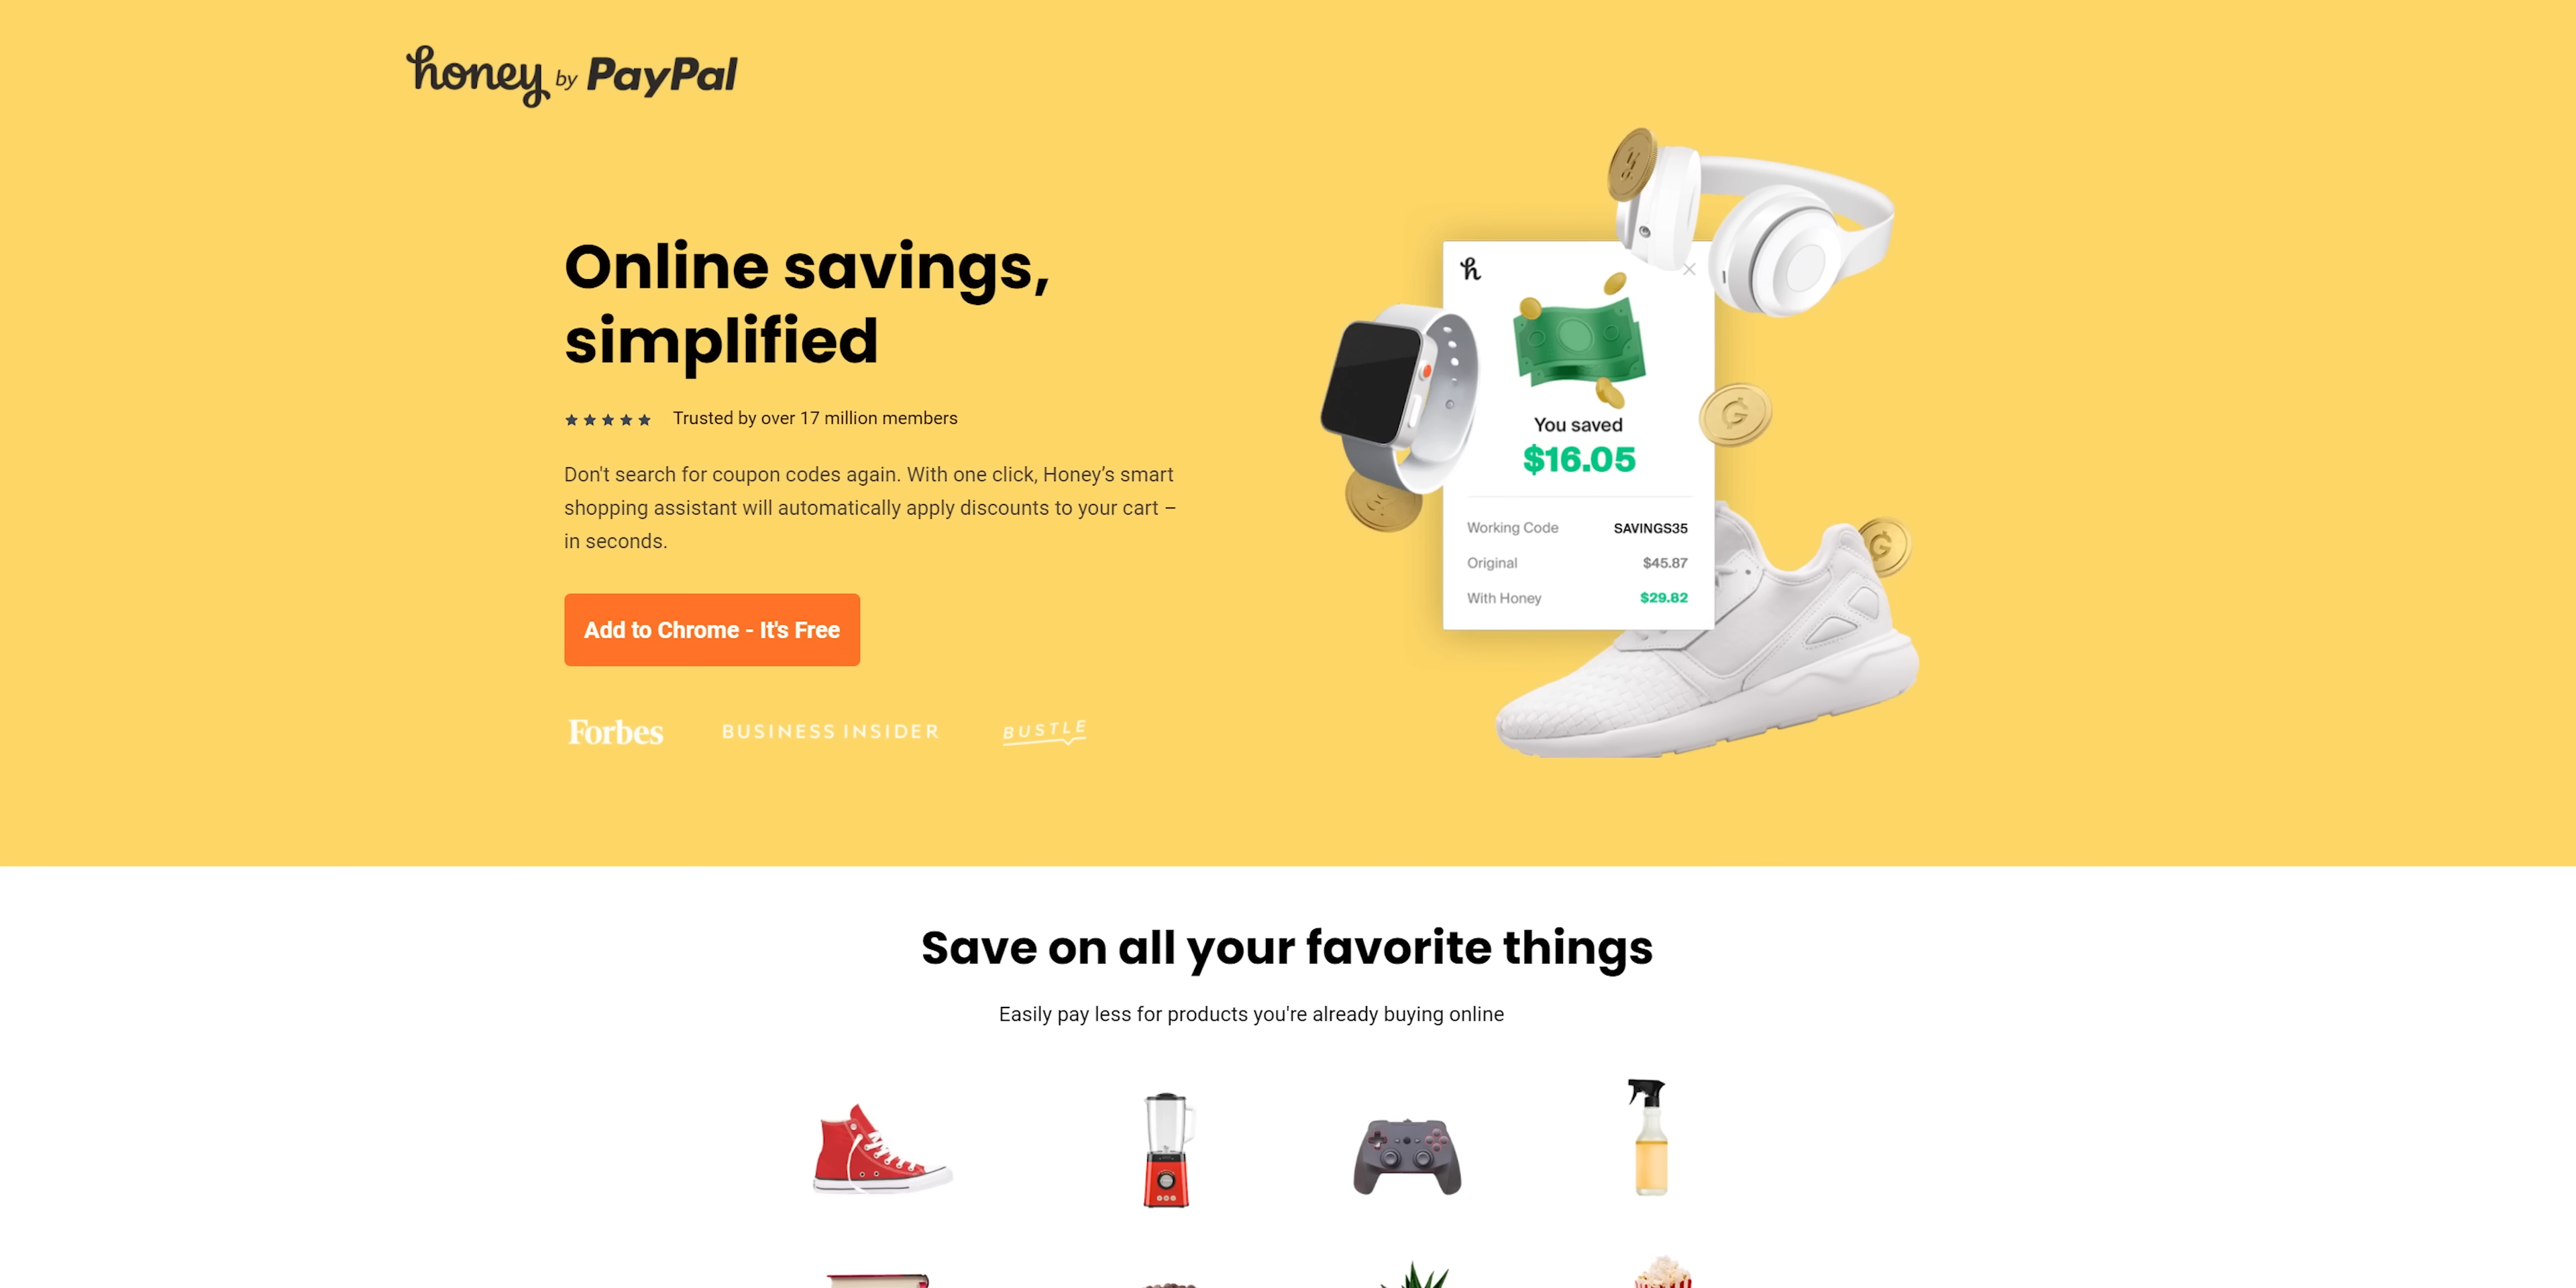 honey by PayPal
Online savings,
simplified
Trusted by over 17 million members
Don't search for coupon codes again. With one click, Honey’s smart
shopping assistant will automatically apply discounts to your cart –
in seconds.
Add to Chrome - It's Free
Forbes
BUSINESS INSIDER
BUSTLE
h
You saved
$16.05
Working Code SAVINGS35
Original $45.87
With Honey $29.82
Save on all your favorite things
Easily pay less for products you're already buying online